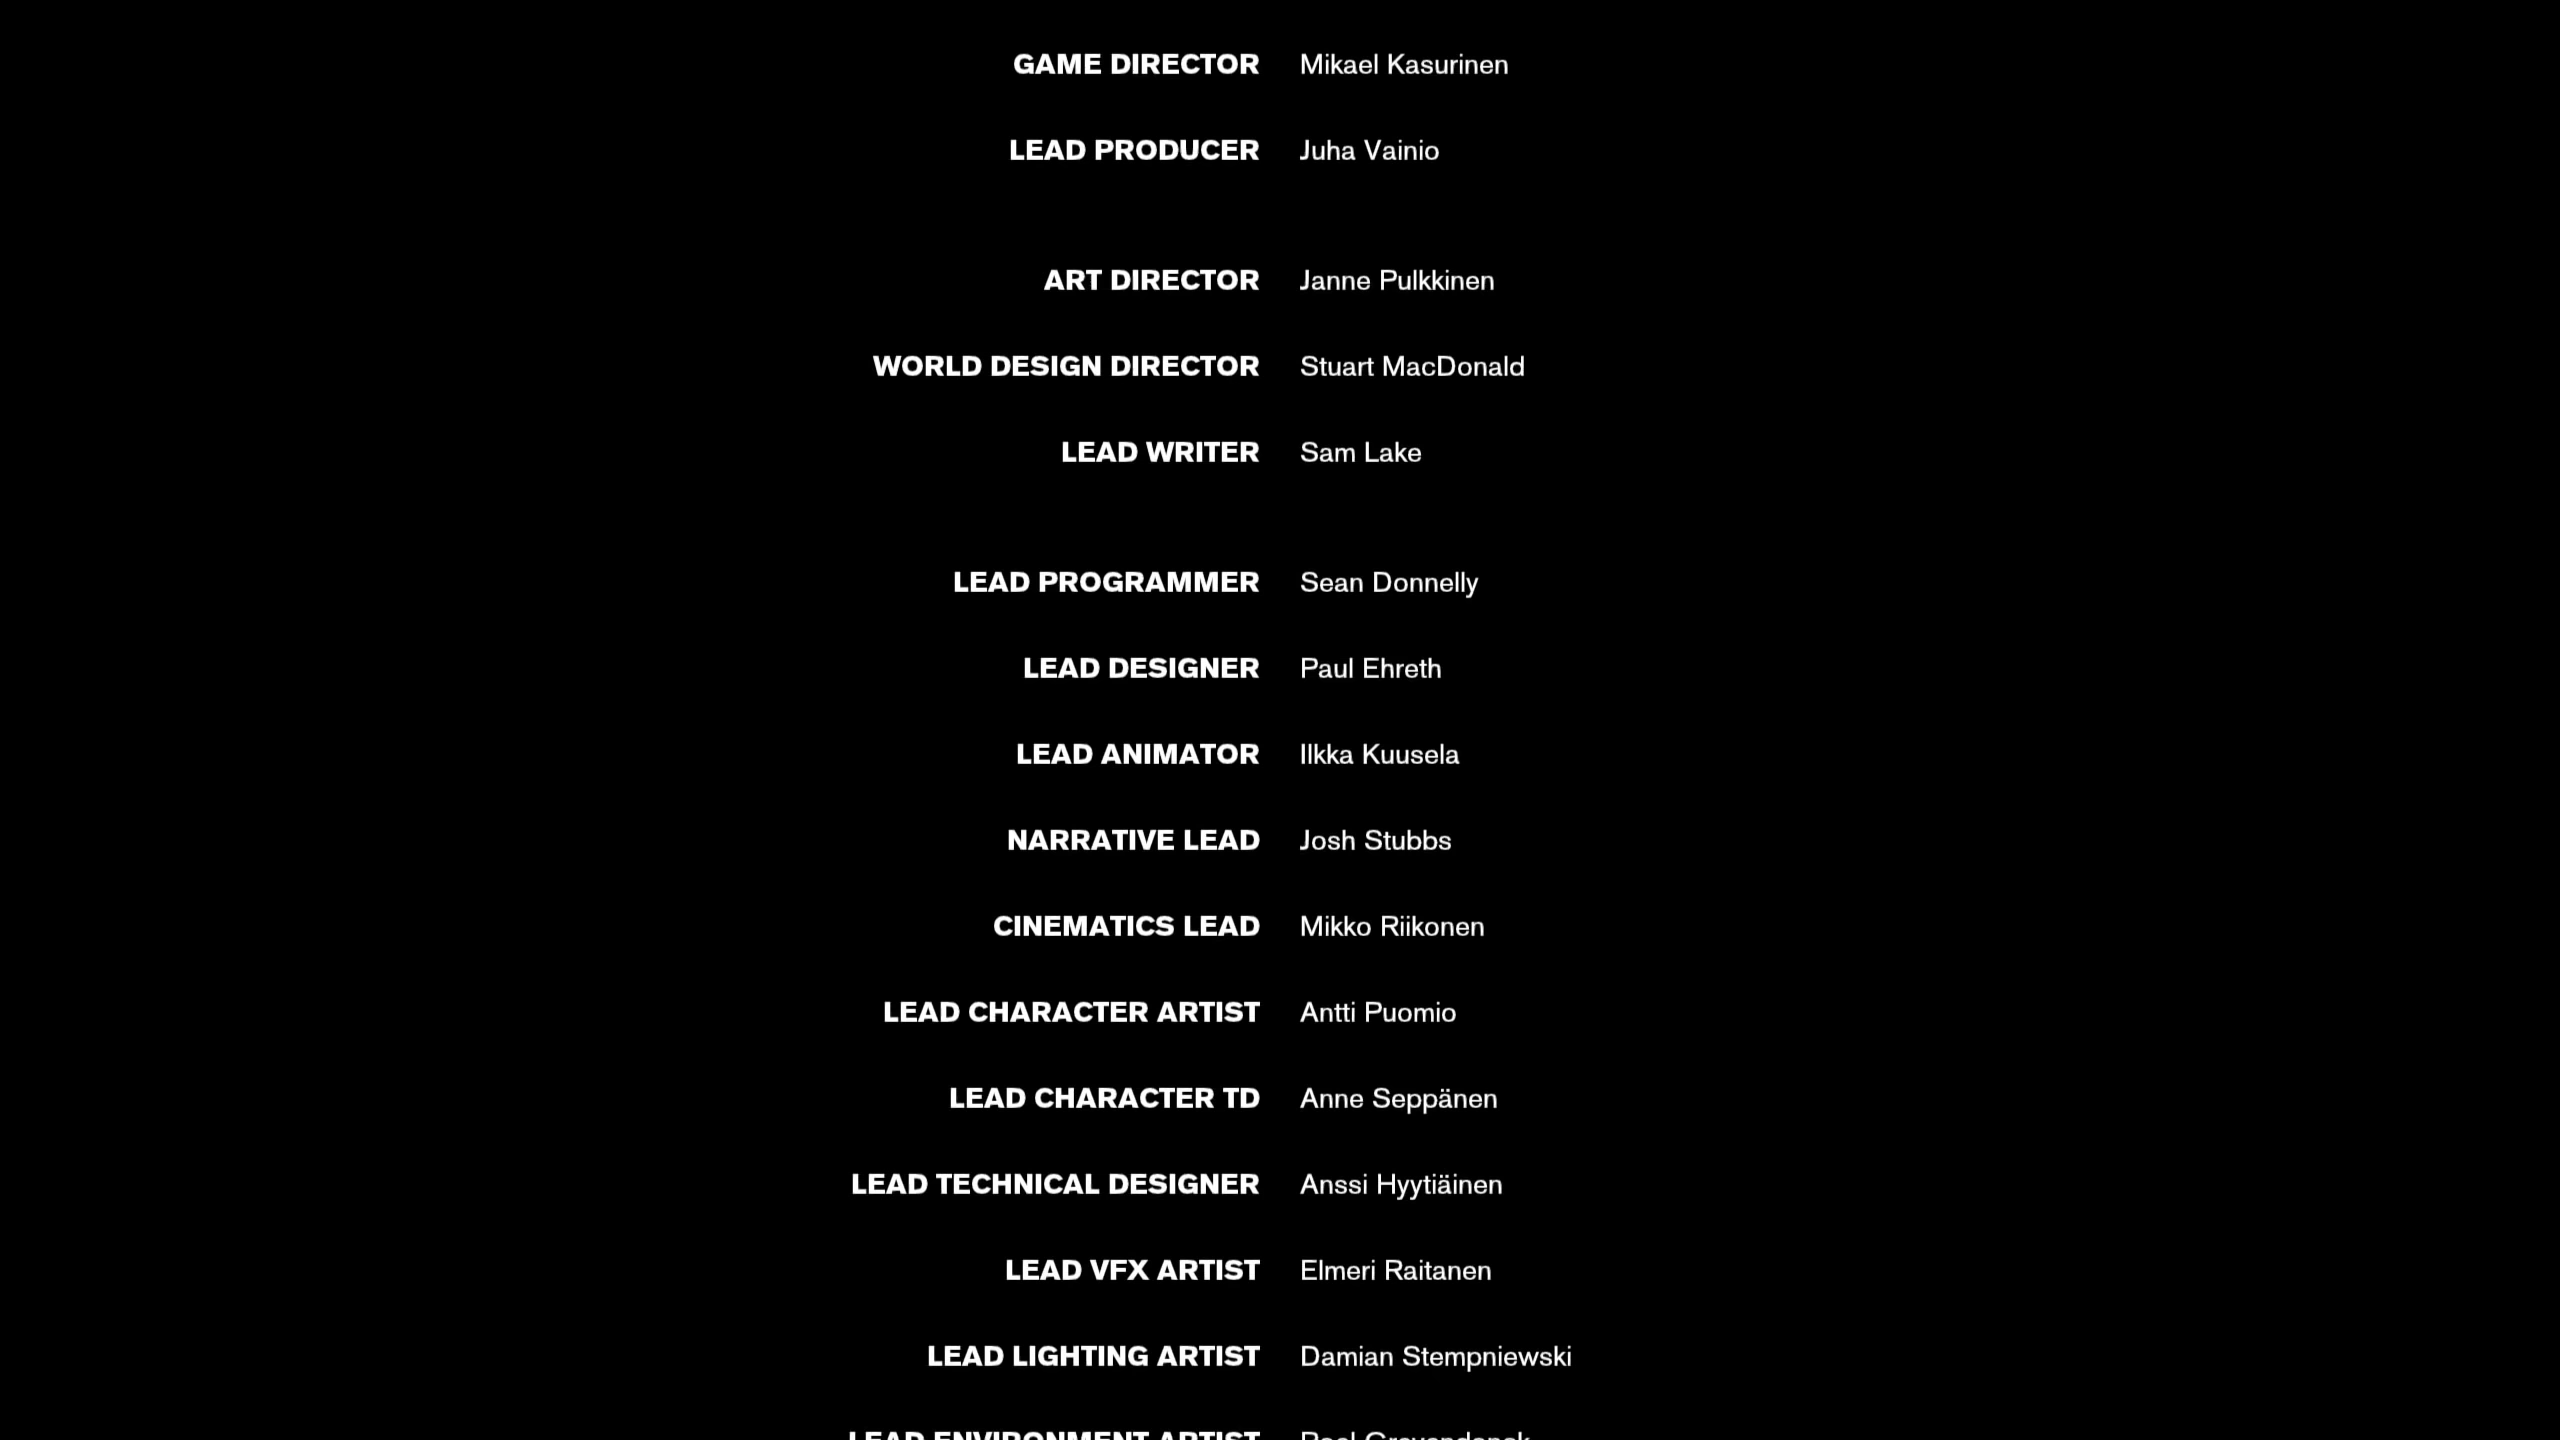 GAME DIRECTOR Mikael Kasurinen
LEAD PRODUCER Juha Vainio
ART DIRECTOR Janne Pulkkinen
WORLD DESIGN DIRECTOR Stuart MacDonald
LEAD WRITER Sam Lake
LEAD PROGRAMMER Sean Donnelly
LEAD DESIGNER Paul Ehreth
LEAD ANIMATOR Ilkka Kuusela
NARRATIVE LEAD Josh Stubbs
CINEMATICS LEAD Mikko Riikonen
LEAD CHARACTER ARTIST Antti Puomio
LEAD CHARACTER TD Anne Seppänen
LEAD TECHNICAL DESIGNER Anssi Hyytiäinen
LEAD VFX ARTIST Elmeri Raitanen
LEAD LIGHTING ARTIST Damian Stempniewski
LEAD ENVIRONMENT ARTIST